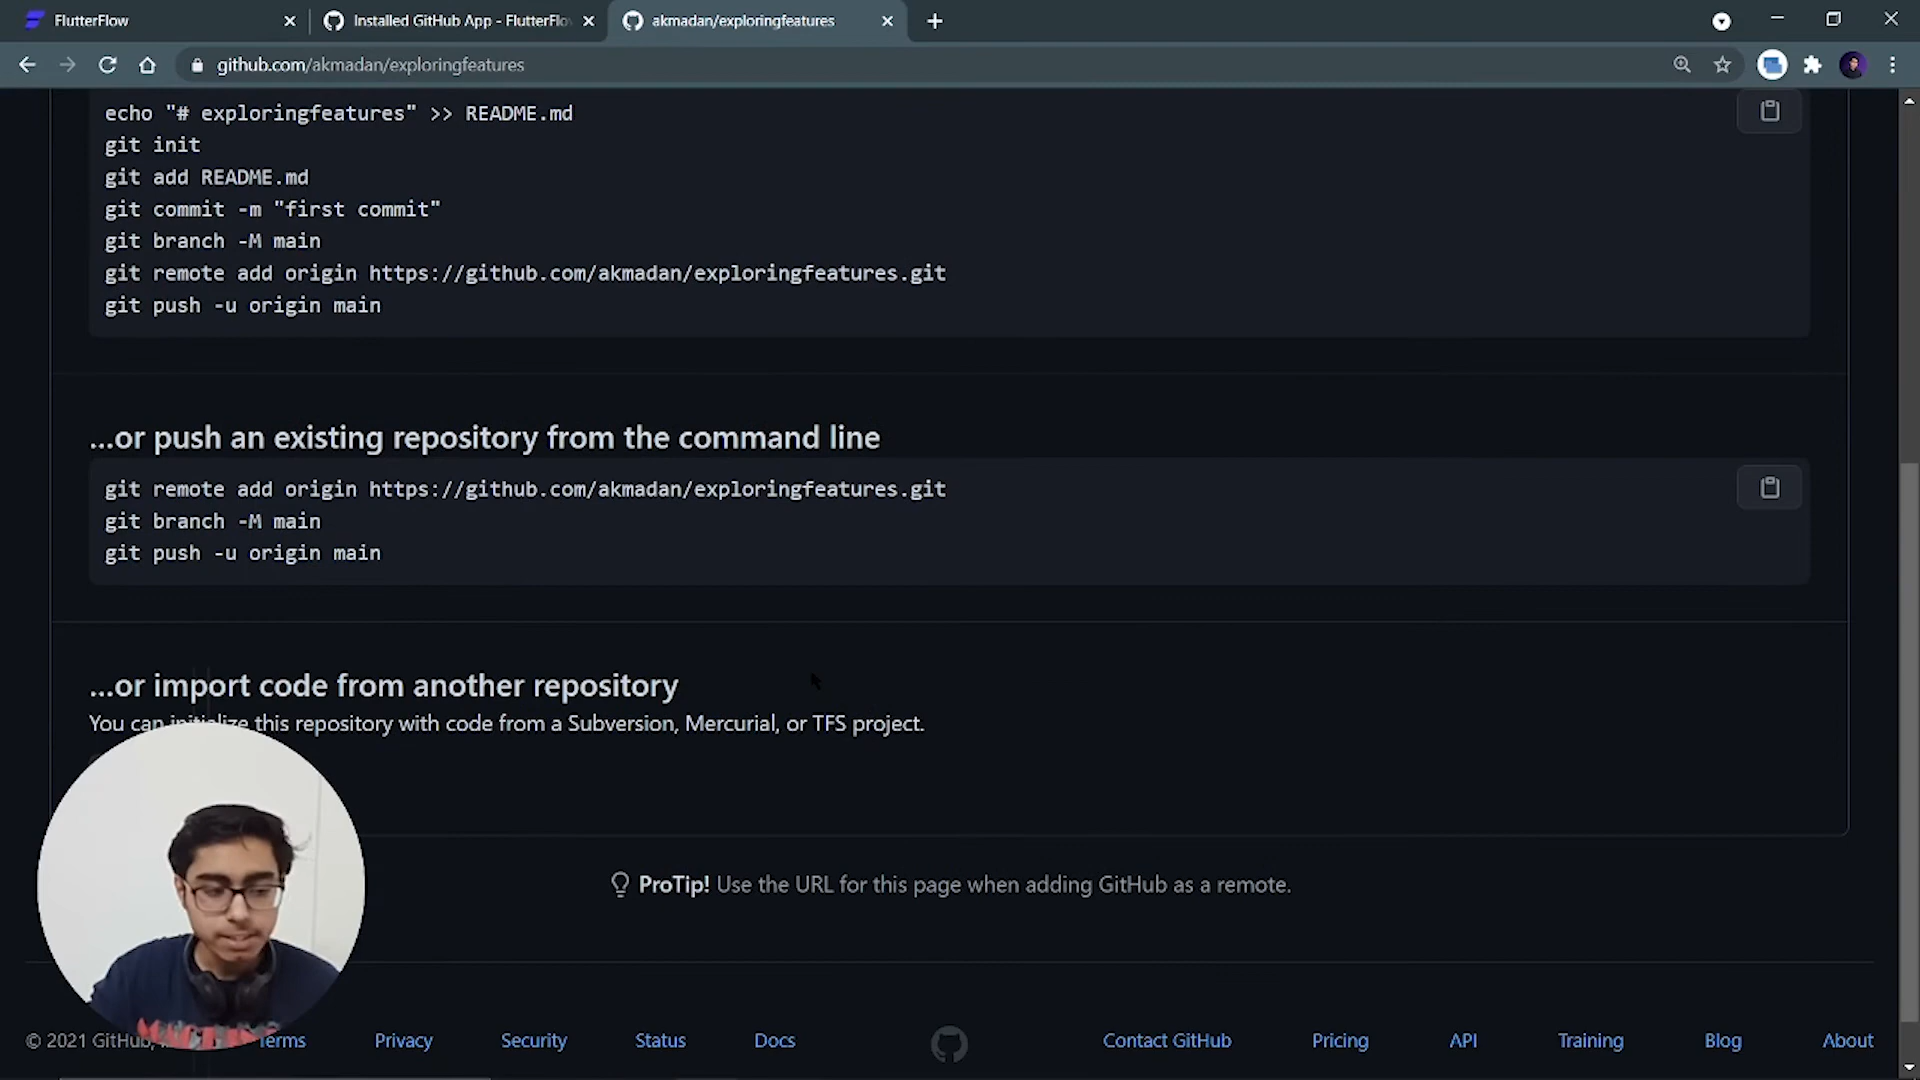 FlutterFlow
Installed GitHub App - FlutterFlo
akmadan/exploringfeatures
github.com/akmadan/exploringfeatures
echo "# exploringfeatures" >> README.md
git init
git add README.md
git commit -m "first commit"
git branch -M main
git remote add origin https://github.com/akmadan/exploringfeatures.git
git push -u origin main
...or push an existing repository from the command line
git remote add origin https://github.com/akmadan/exploringfeatures.git
git branch -M main
git push -u origin main
...or import code from another repository
You can initialize this repository with code from a Subversion, Mercurial, or TFS project.
ProTip! Use the URL for this page when adding GitHub as a remote.
© 2021 GitHub,
Terms
Privacy
Security
Status
Docs
Contact GitHub
Pricing
API
Training
Blog
About